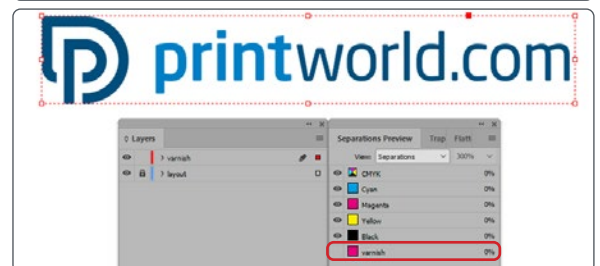 printworld.com
Layers
varnish
layout
Separations Preview Trap Flatt
View: Separations 300%
CMYK 0%
Cyan 0%
Magenta 0%
Yellow 0%
Black 0%
varnish 0%